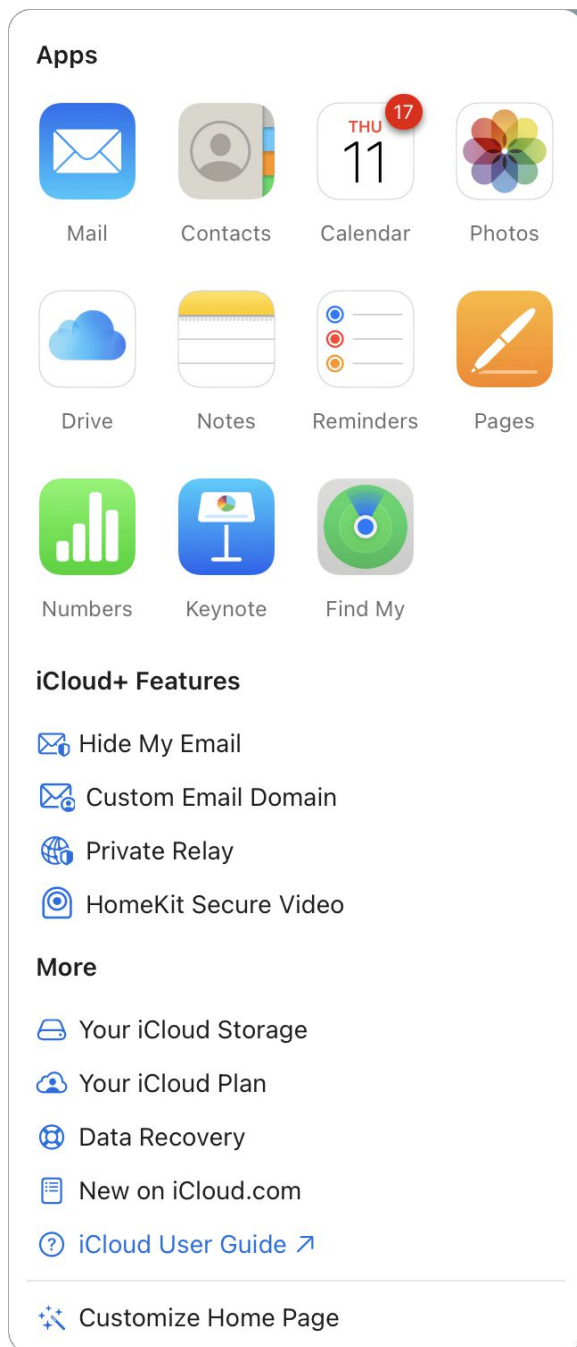 Apps
17
THU
11
Mail Contacts Calendar Photos
Drive Notes Reminders Pages
Numbers Keynote Find My
iCloud+ Features
Hide My Email
Custom Email Domain
Private Relay
HomeKit Secure Video
More
Your iCloud Storage
Your iCloud Plan
Data Recovery
New on iCloud.com
? iCloud User Guide ↗
Customize Home Page